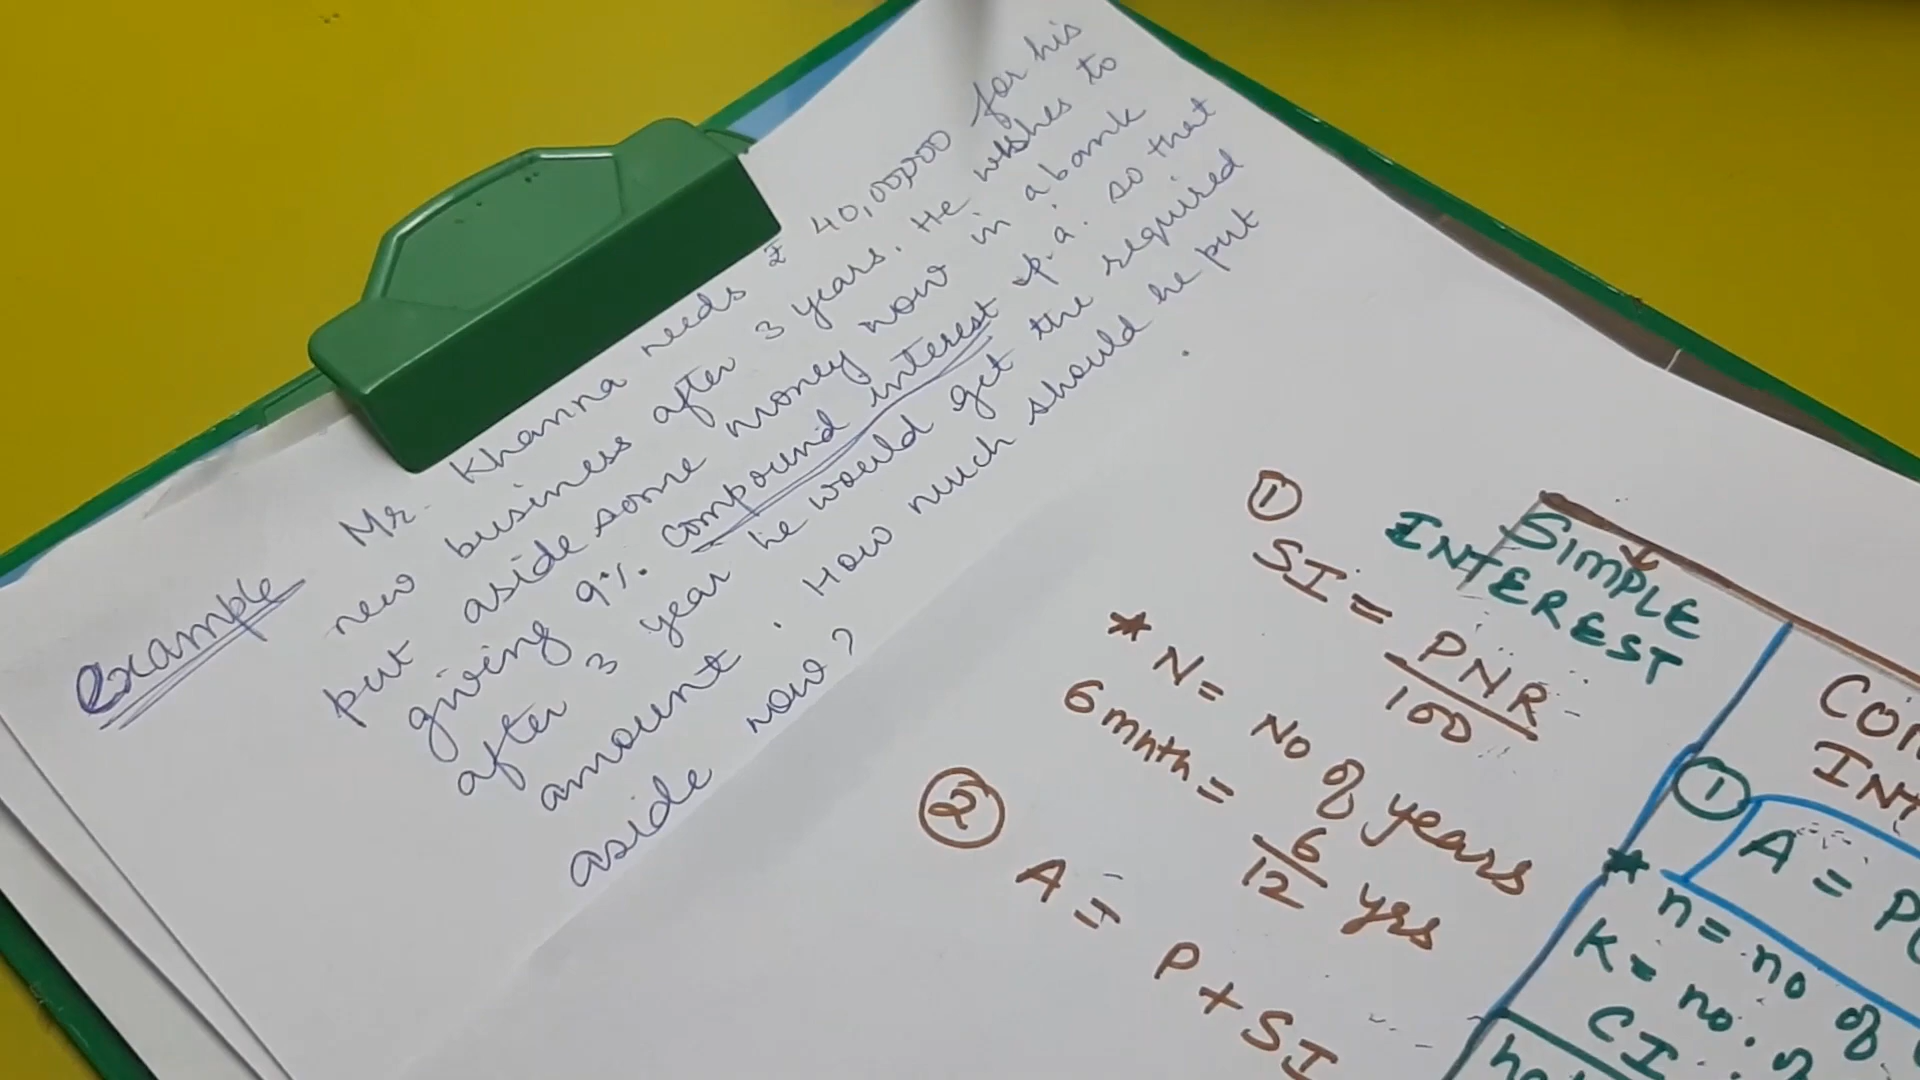 example
Mr. Khanna needs ₹ 40,00,000 for his
new business after 3 years. He wishes to
put aside some money now in a bank
giving 9%. compound interest p.a. so that
after 3 year he would get the required
amount. How much should he put
aside now?
SIMPLE
INTEREST
① SI = PNR
100
* N = NO of years
6 mnth = 6
12 yrs
② A = P + SI
①
A = P
* n = no of
K = no. of
CI